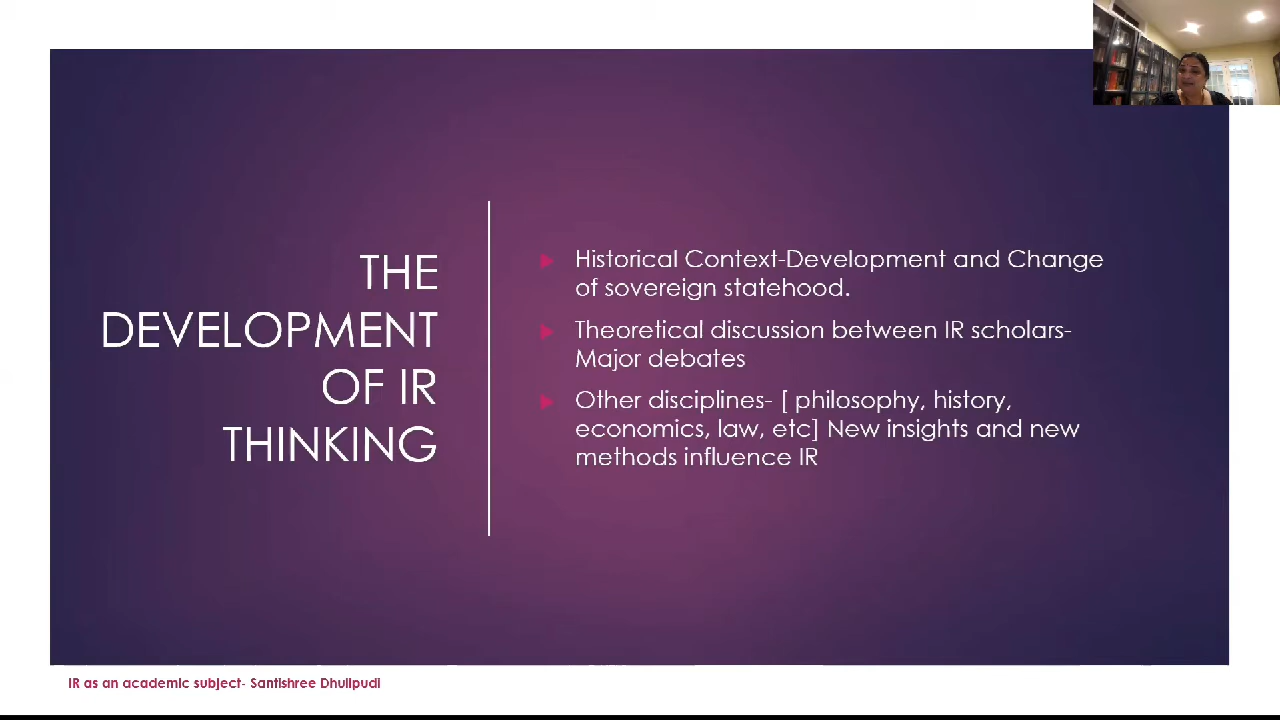 THE
DEVELOPMENT
OF IR
THINKING
Historical Context-Development and Change
of sovereign statehood.
Theoretical discussion between IR scholars-
Major debates
Other disciplines- [ philosophy, history,
economics, law, etc] New insights and new
methods influence IR
IR as an academic subject- Santishree Dhulipudi